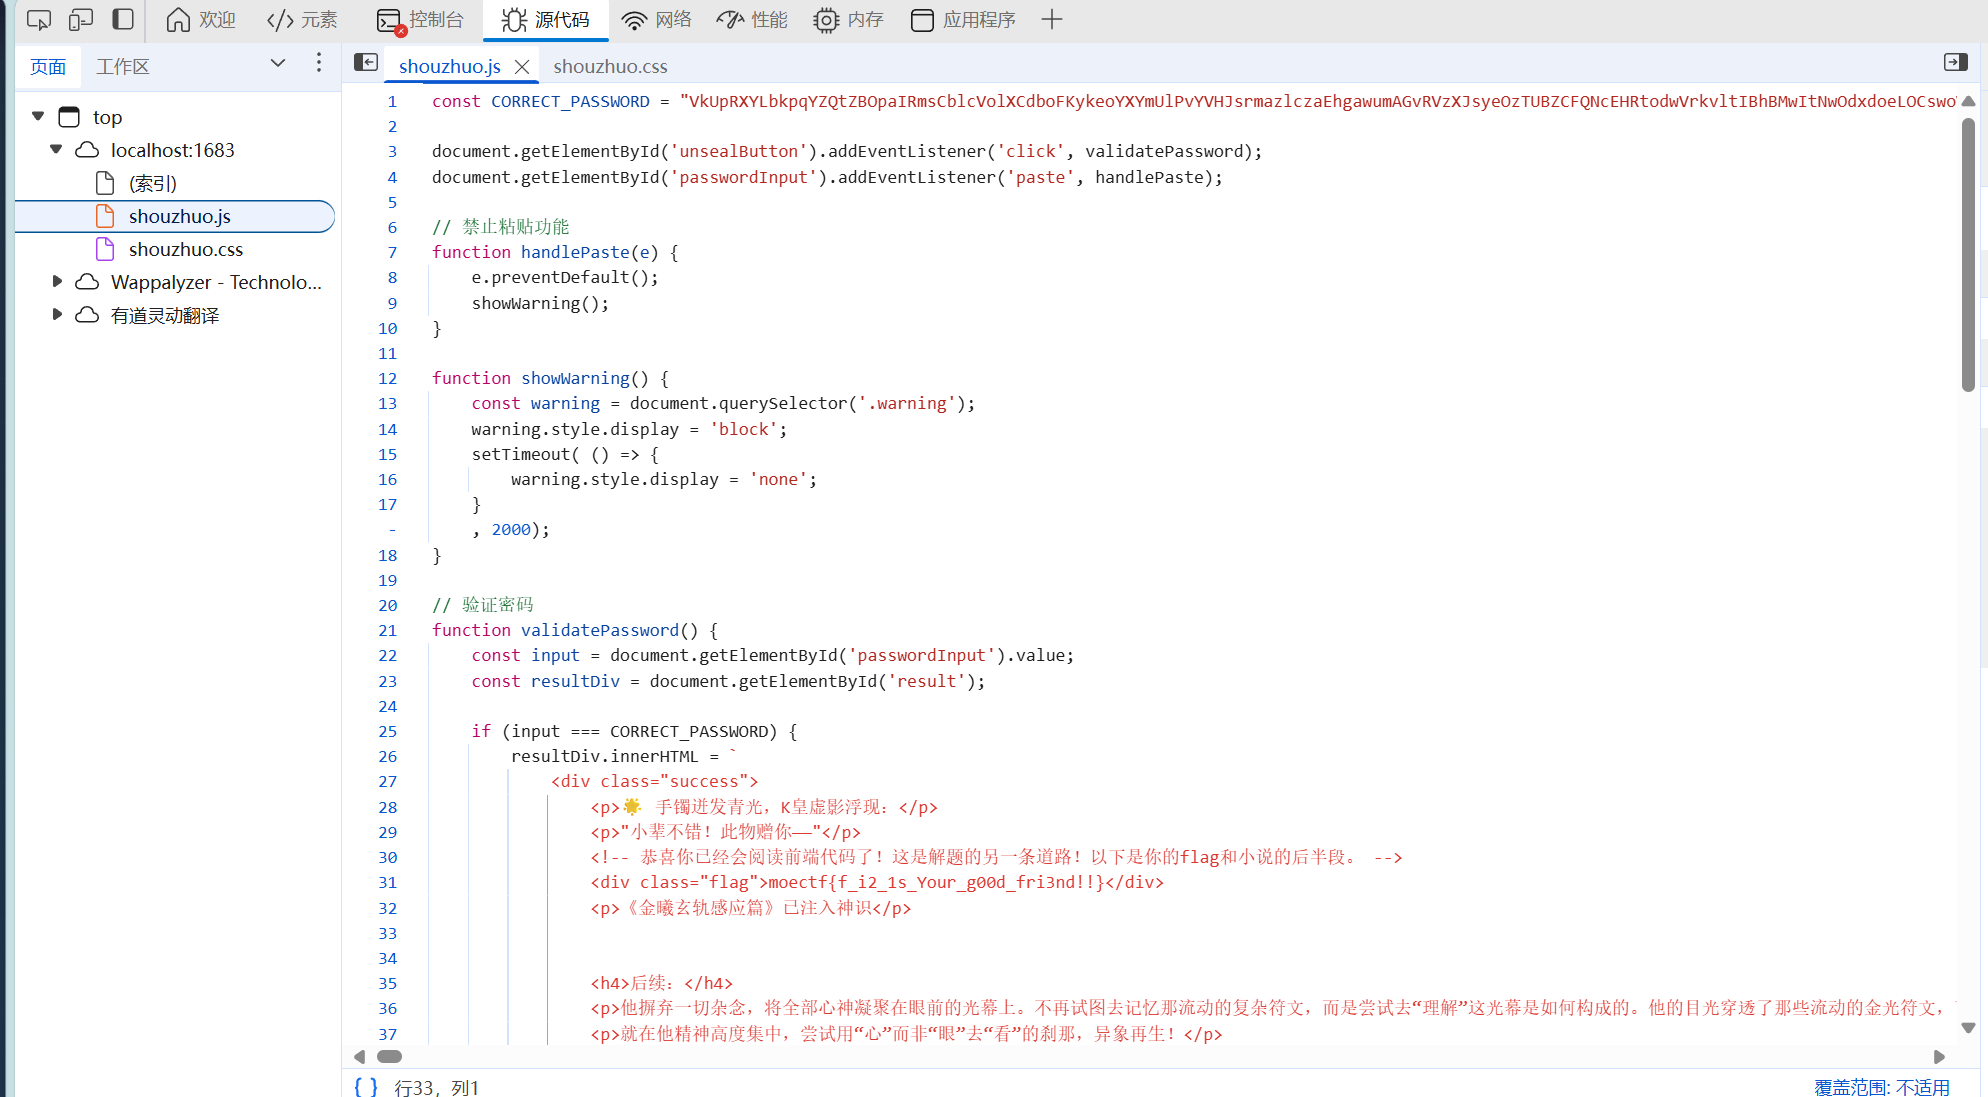 欢迎 元素 控制台 源代码 网络 性能 内存 应用程序
页面 工作区
shouzhuo.js shouzhuo.css
top
localhost:1683
(索引)
shouzhuo.js
shouzhuo.css
Wappalyzer - Technolo...
有道灵动翻译
1 const CORRECT_PASSWORD = "VkUpRXYLbkpqYZQtZBOpaIRmsCblcVolXCdboFKykeoYXYmUlPvYVHJsrmazlczaEhgawumAGvRVzXJsyeOzTUBZCFQNcEHRtodwVrkvltIBhBMwItNwOdxdoeLOCswo
2
3 document.getElementById('unsealButton').addEventListener('click', validatePassword);
4 document.getElementById('passwordInput').addEventListener('paste', handlePaste);
5
6 // 禁止粘贴功能
7 function handlePaste(e) {
8 e.preventDefault();
9 showWarning();
10 }
11
12 function showWarning() {
13 const warning = document.querySelector('.warning');
14 warning.style.display = 'block';
15 setTimeout( () => {
16 warning.style.display = 'none';
17 }
- , 2000);
18 }
19
20 // 验证密码
21 function validatePassword() {
22 const input = document.getElementById('passwordInput').value;
23 const resultDiv = document.getElementById('result');
24
25 if (input === CORRECT_PASSWORD) {
26 resultDiv.innerHTML = `
27 <div class="success">
28 <p>🌟 手镯迸发青光，K皇虚影浮现：</p>
29 <p>"小辈不错！此物赠你——"</p>
30 <!-- 恭喜你已经会阅读前端代码了！这是解题的另一条道路！以下是你的flag和小说的后半段。 -->
31 <div class="flag">moectf{f_i2_1s_Your_g00d_fri3nd!!}</div>
32 <p>《金曦玄轨感应篇》已注入神识</p>
33
34
35 <h4>后续：</h4>
36 <p>他摒弃一切杂念，将全部心神凝聚在眼前的光幕上。不再试图去记忆那流动的复杂符文，而是尝试去“理解”这光幕是如何构成的。他的目光穿透了那些流动的金光符文，
37 <p>就在他精神高度集中，尝试用“心”而非“眼”去“看”的刹那，异象再生！</p>
{ } 行33，列1
覆盖范围: 不适用